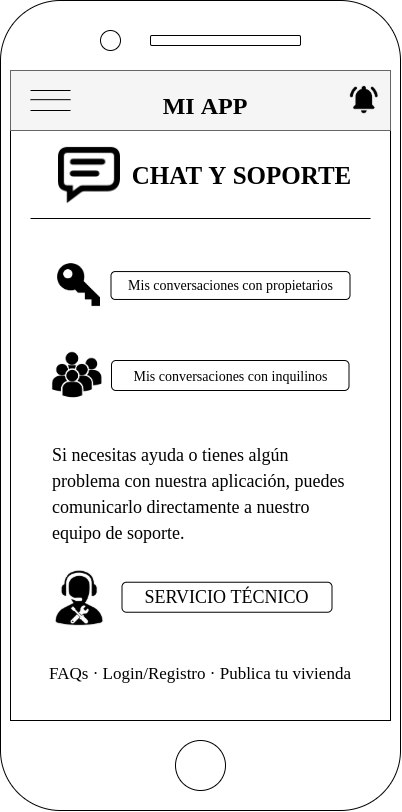 MI APP
CHAT Y SOPORTE
Mis conversaciones con propietarios
Mis conversaciones con inquilinos
Si necesitas ayuda o tienes algún
problema con nuestra aplicación, puedes
comunicarlo directamente a nuestro
equipo de soporte.
SERVICIO TÉCNICO
FAQs · Login/Registro · Publica tu vivienda